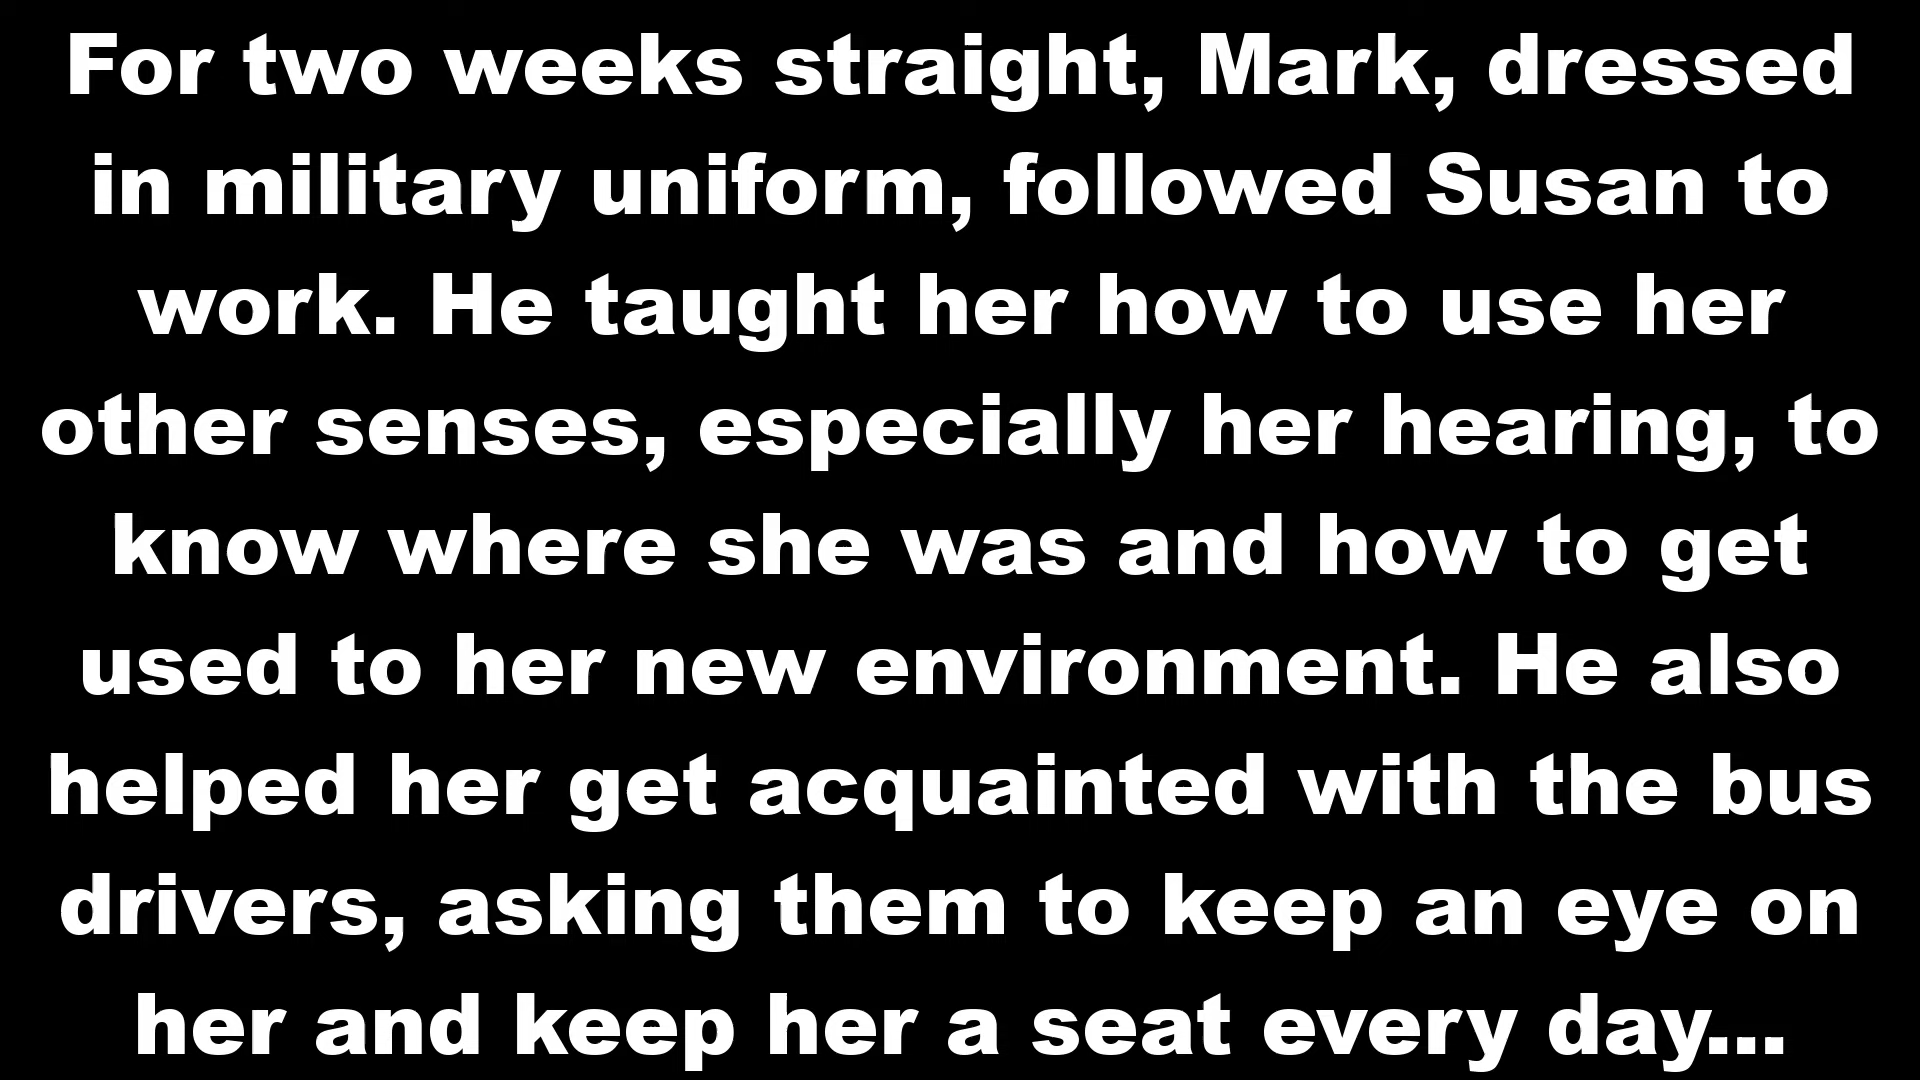 For two weeks straight, Mark, dressed
in military uniform, followed Susan to
work. He taught her how to use her
other senses, especially her hearing, to
know where she was and how to get
used to her new environment. He also
helped her get acquainted with the bus
drivers, asking them to keep an eye on
her and keep her a seat every day...